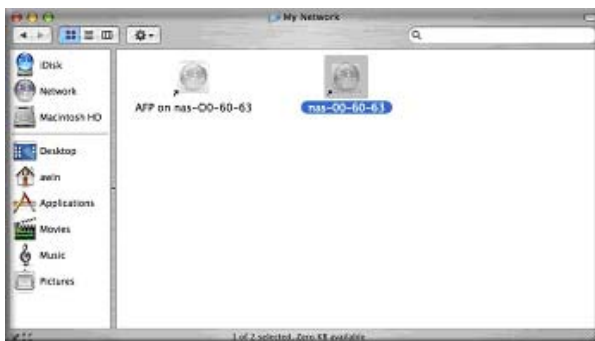 My Network
iDisk
Network
Macintosh HD
Desktop
awin
Applications
Movies
Music
Pictures
AFP on nas-00-60-63
nas-00-60-63
1 of 2 selected, Zero KB available